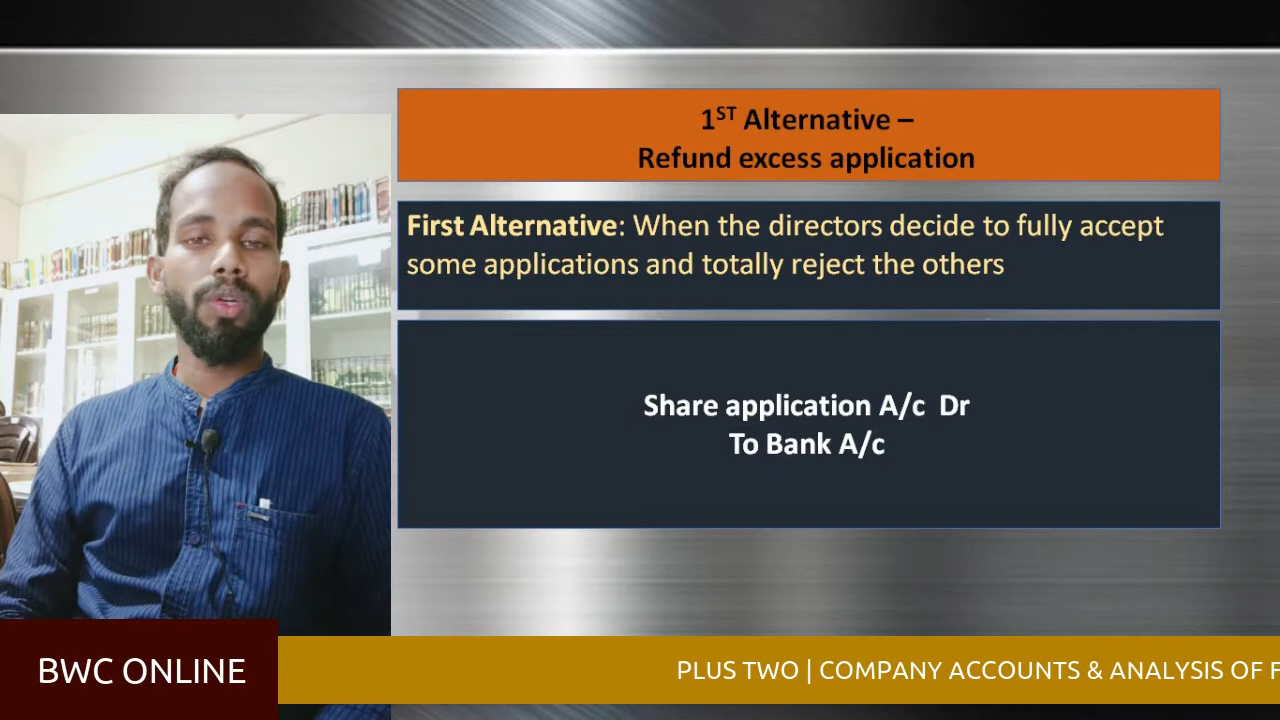 1ST Alternative –
Refund excess application
First Alternative: When the directors decide to fully accept
some applications and totally reject the others
Share application A/c Dr
To Bank A/c
BWC ONLINE
PLUS TWO | COMPANY ACCOUNTS & ANALYSIS OF F